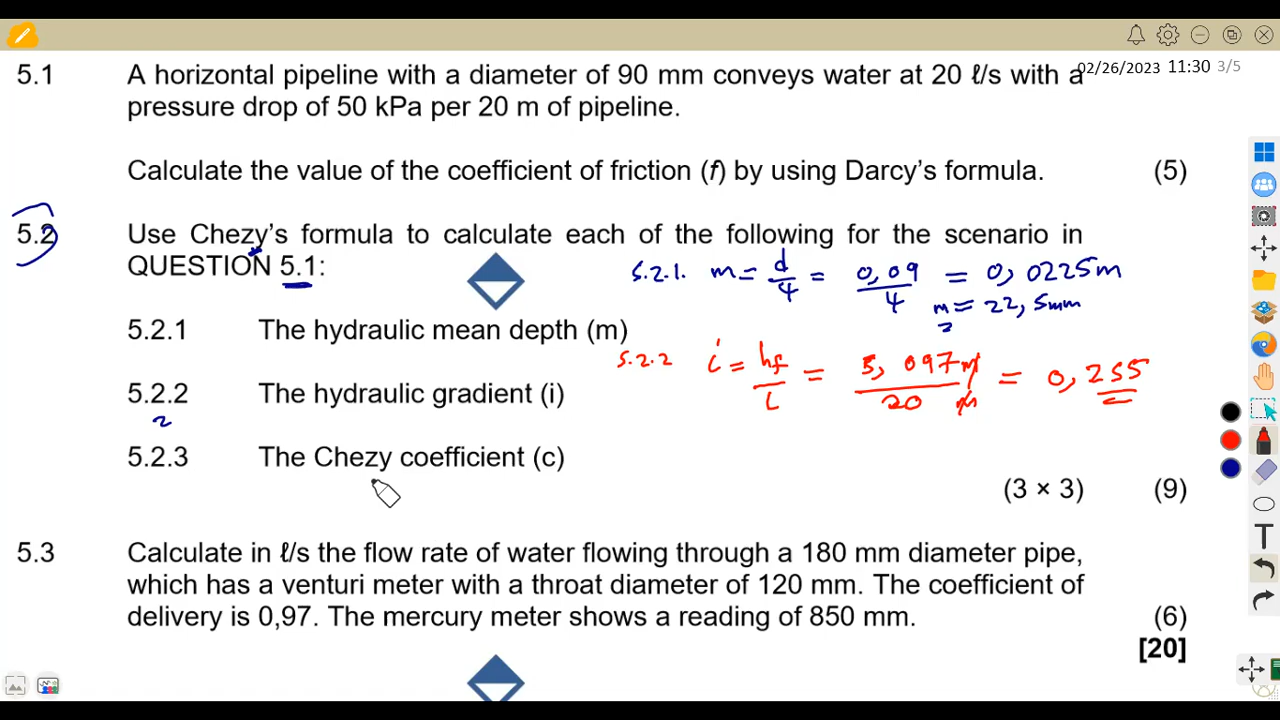 02/26/2023 11:30 3/5
5.1 A horizontal pipeline with a diameter of 90 mm conveys water at 20 ℓ/s with a
pressure drop of 50 kPa per 20 m of pipeline.
Calculate the value of the coefficient of friction (f) by using Darcy's formula. (5)
5.2 Use Chezy's formula to calculate each of the following for the scenario in
QUESTION 5.1:
5.2.1. m = d/4 = 0,09/4 = 0,0225m
m = 22,5mm
5.2.1 The hydraulic mean depth (m)
5.2.2 i = hf/L = 5,097m/20m = 0,255
5.2.2 The hydraulic gradient (i)
2
5.2.3 The Chezy coefficient (c)
(3 × 3) (9)
5.3 Calculate in ℓ/s the flow rate of water flowing through a 180 mm diameter pipe,
which has a venturi meter with a throat diameter of 120 mm. The coefficient of
delivery is 0,97. The mercury meter shows a reading of 850 mm. (6)
[20]
T